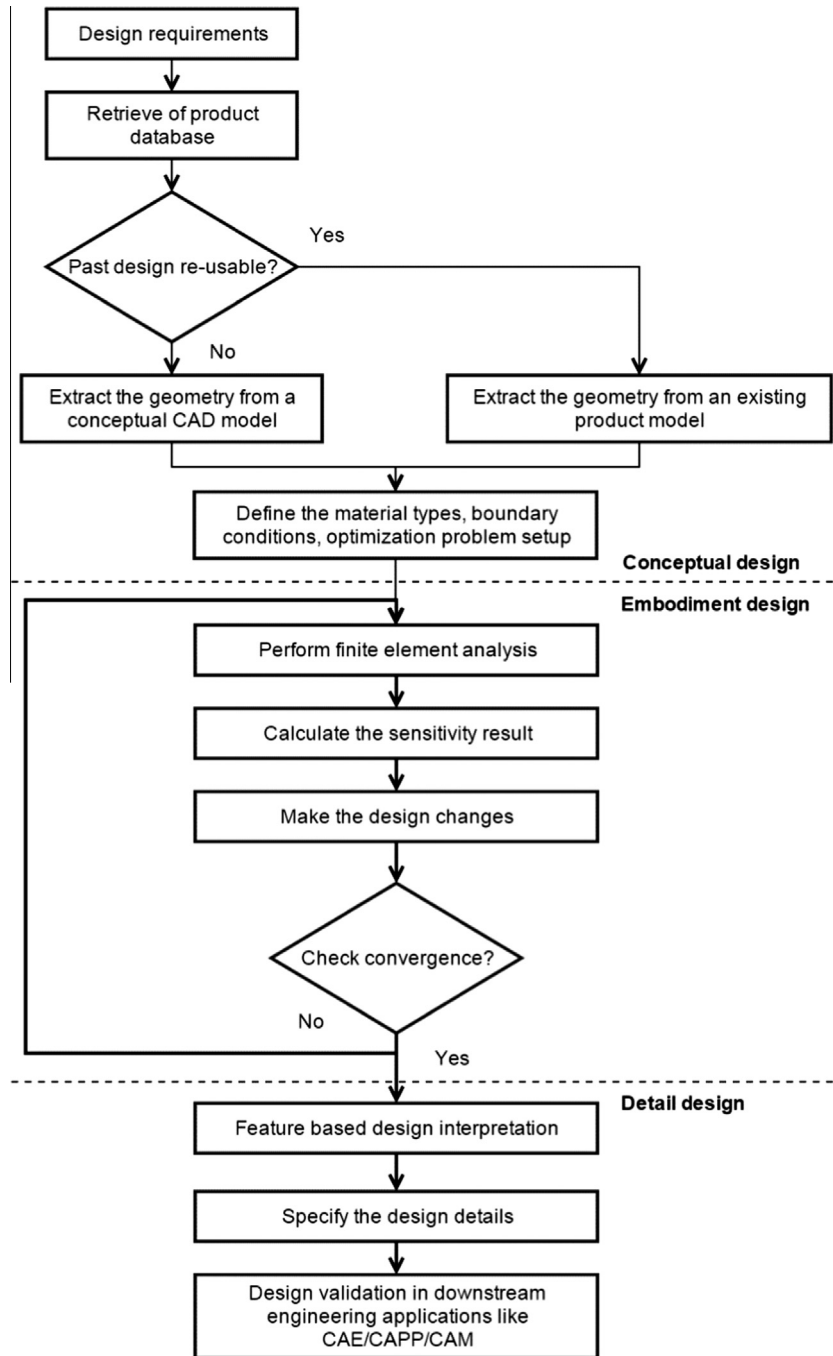 Design requirements
Retrieve of product
database
Yes
Past design re-usable?
No
Extract the geometry from a
conceptual CAD model
Extract the geometry from an existing
product model
Define the material types, boundary
conditions, optimization problem setup
Conceptual design
Embodiment design
Perform finite element analysis
Calculate the sensitivity result
Make the design changes
Check convergence?
No
Yes
Detail design
Feature based design interpretation
Specify the design details
Design validation in downstream
engineering applications like
CAE/CAPP/CAM